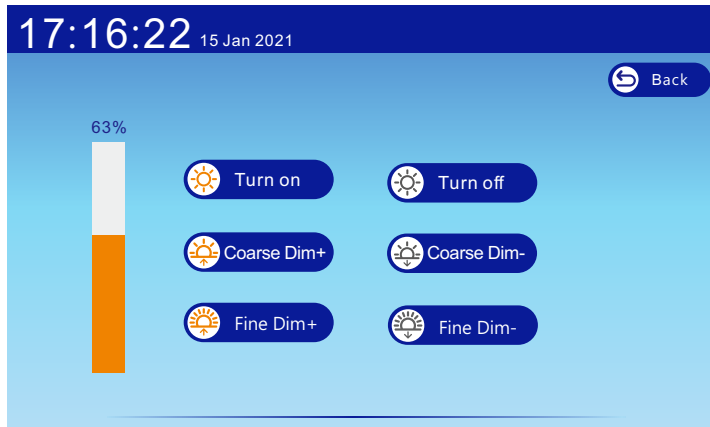 17:16:22 15 Jan 2021
Back
63%
Turn on
Turn off
Coarse Dim+
Coarse Dim-
Fine Dim+
Fine Dim-